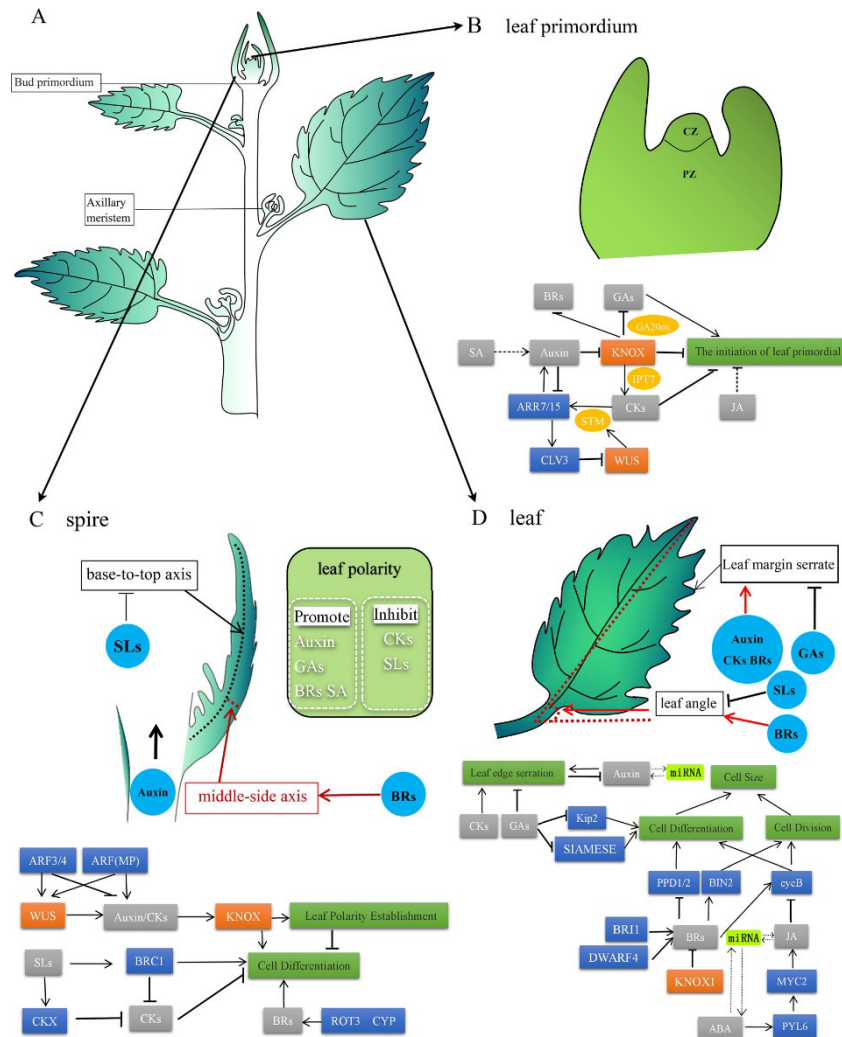 A
Bud primordium
Axillary
meristem
B leaf primordium
CZ
PZ
BRs
GAs
GA20ox
SA
Auxin
KNOX
The initiation of leaf primordial
IPT7
ARR7/15
CKs
JA
STM
CLV3
WUS
C spire
base-to-top axis
SLs
Auxin
middle-side axis
BRs
leaf polarity
Promote
Auxin
GAs
BRs SA
Inhibit
CKs
SLs
ARF3/4
ARF(MP)
WUS
Auxin/CKs
KNOX
Leaf Polarity Establishment
SLs
BRC1
Cell Differentiation
CKX
CKs
BRs
ROT3 CYP
D leaf
Leaf margin serrate
Auxin
CKs BRs
GAs
SLs
leaf angle
BRs
Leaf edge serration
Auxin
miRNA
Cell Size
CKs
GAs
Kip2
SIAMESE
Cell Differentiation
Cell Division
PPD1/2
BIN2
cycB
BRI1
DWARF4
BRs
miRNA
JA
KNOXI
MYC2
ABA
PYL6